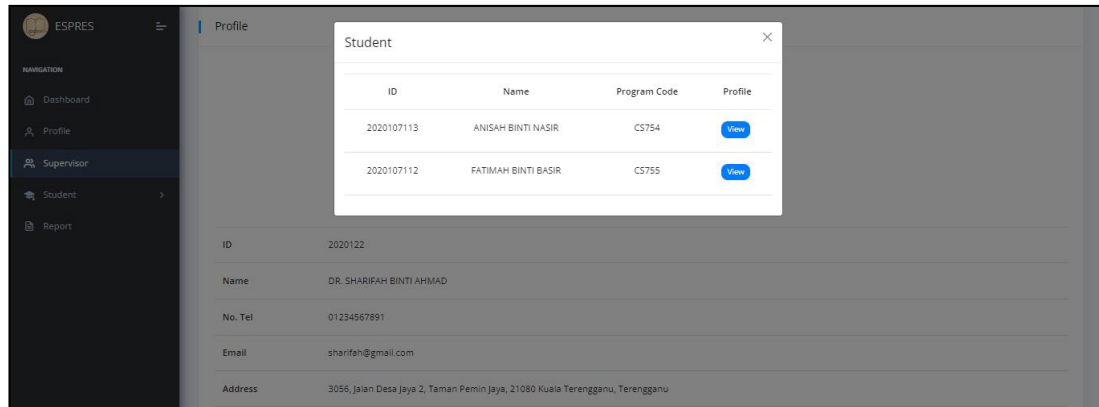 ESPRES
NAVIGATION
Dashboard
Profile
Supervisor
Student
Report
Profile
Student
ID Name Program Code Profile
2020107113 ANISAH BINTI NASIR CS754 View
2020107112 FATIMAH BINTI BASIR CS755 View
ID 2020122
Name DR. SHARIFAH BINTI AHMAD
No. Tel 01234567891
Email sharifah@gmail.com
Address 3056, Jalan Desa Jaya 2, Taman Pemin Jaya, 21080 Kuala Terengganu, Terengganu